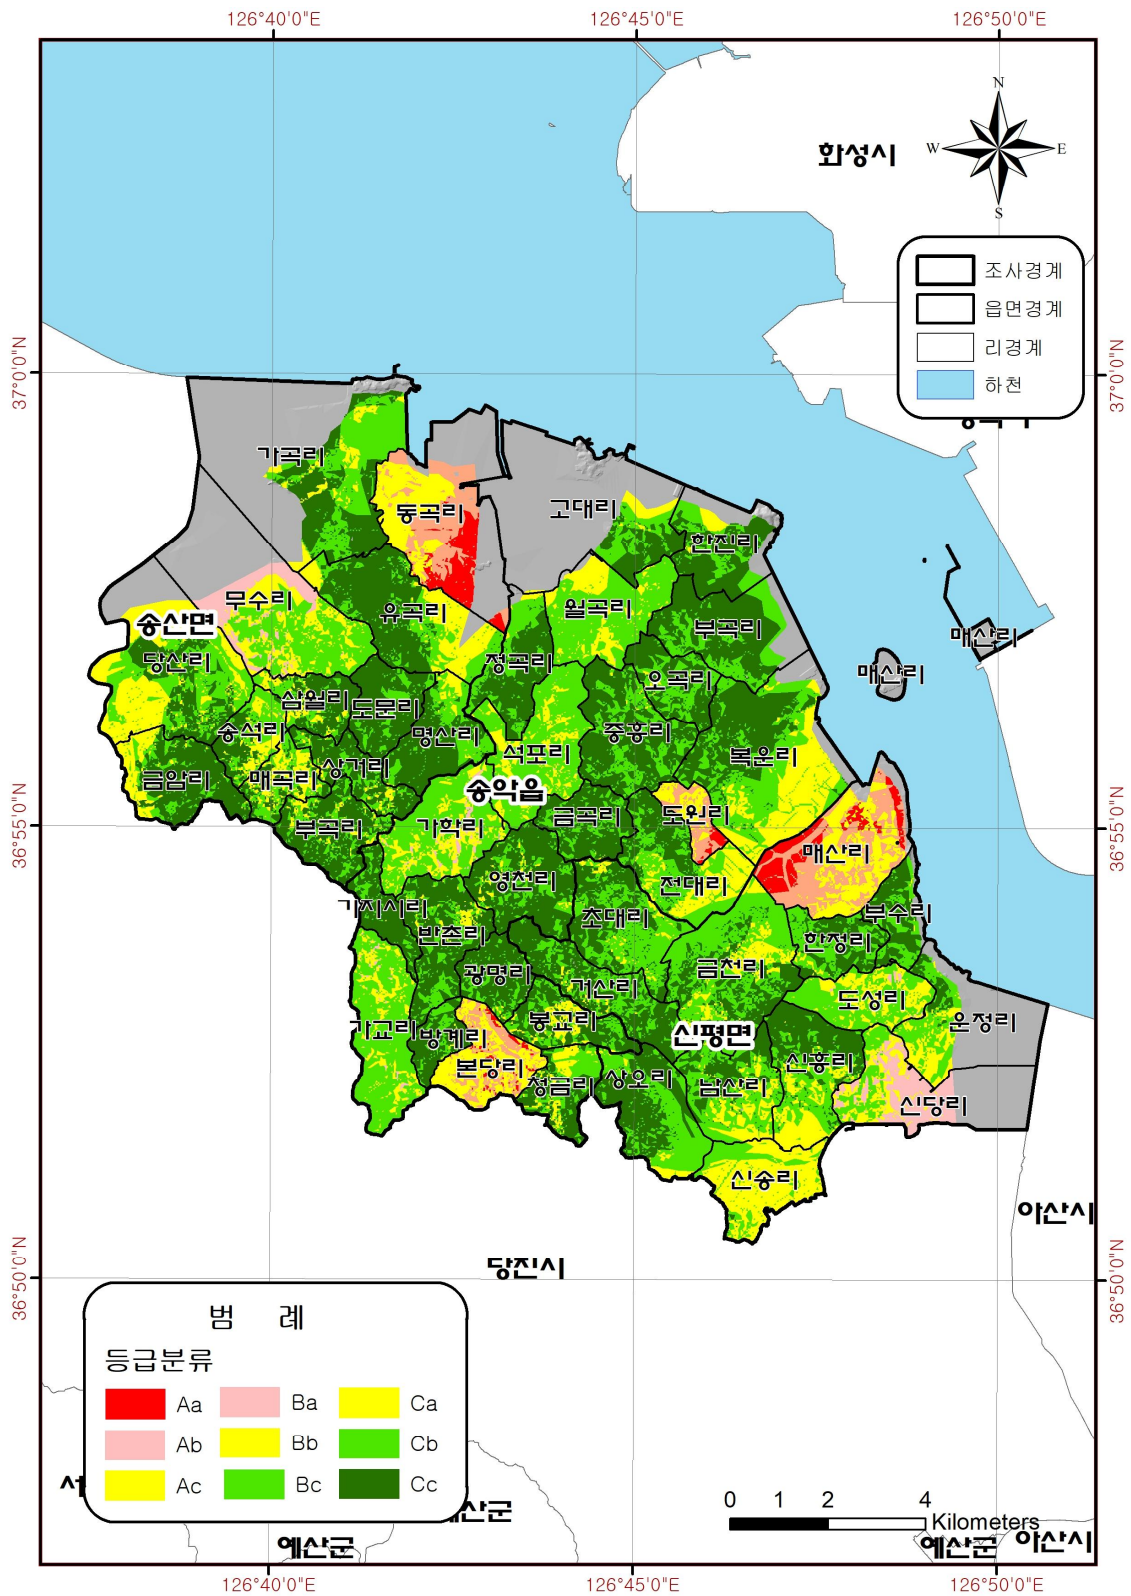 126°40'0"E 126°45'0"E 126°50'0"E
화성시
N
W E
S
조사경계
읍면경계
리경계
하천
37°0'0"N 37°0'0"N
가곡리
동곡리
고대리
한진리
무수리
송산면
유곡리
월곡리
부곡리
매산리
당산리
정곡리
오곡리
매산리
삼월리
도문리
송석리
명산리
중흥리
석포리
복운리
상거리
금암리
매곡리
송악읍
금곡리
도원리
부곡리
가학리
36°55'0"N 36°55'0"N
매산리
영천리
전대리
기지시리
초대리
부수리
반촌리
한정리
광명리
금천리
거산리
도성리
가교리
방계리
봉교리
신평면
운정리
본당리
신흥리
청금리
상오리
남산리
신당리
신송리
아산시
당진시
36°50'0"N 36°50'0"N
범 례
등급분류
Aa Ba Ca
Ab Bb Cb
Ac Bc Cc
0 1 2 4
Kilometers
예산군
예산군 아산시
126°40'0"E 126°45'0"E 126°50'0"E